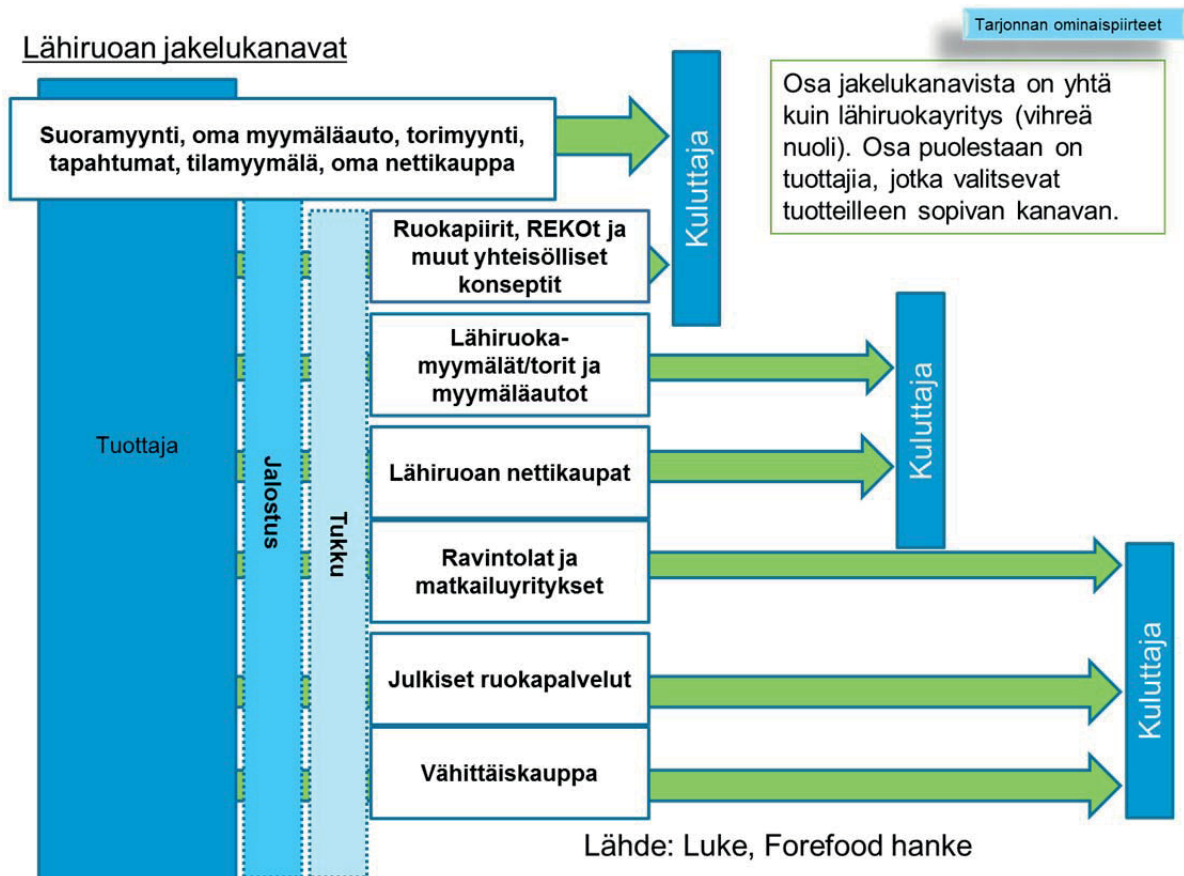 Tarjonnan ominaispiirteet
Lähiruoan jakelukanavat
Osa jakelukanavista on yhtä
kuin lähiruokayritys (vihreä
nuoli). Osa puolestaan on
tuottajia, jotka valitsevat
tuotteilleen sopivan kanavan.
Suoramyynti, oma myymäläauto, torimyynti,
tapahtumat, tilamyymälä, oma nettikauppa
Kuluttaja
Ruokapiirit, REKOt ja
muut yhteisölliset
konseptit
Lähiruoka-
myymälät/torit ja
myymäläautot
Kuluttaja
Tuottaja
Jalostus
Tukku
Lähiruoan nettikaupat
Ravintolat ja
matkailuyritykset
Kuluttaja
Julkiset ruokapalvelut
Vähittäiskauppa
Lähde: Luke, Forefood hanke